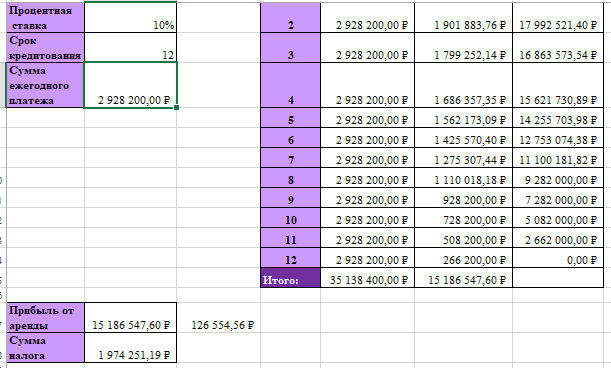 Процентная ставка 10% 2 2 928 200,00 ₽ 1 901 883,76 ₽ 17 992 521,40 ₽
Срок кредитования 12 3 2 928 200,00 ₽ 1 799 252,14 ₽ 16 863 573,54 ₽
Сумма ежегодного платежа 2 928 200,00 ₽ 4 2 928 200,00 ₽ 1 686 357,35 ₽ 15 621 730,89 ₽
5 2 928 200,00 ₽ 1 562 173,09 ₽ 14 255 703,98 ₽
6 2 928 200,00 ₽ 1 425 570,40 ₽ 12 753 074,38 ₽
7 2 928 200,00 ₽ 1 275 307,44 ₽ 11 100 181,82 ₽
8 2 928 200,00 ₽ 1 110 018,18 ₽ 9 282 000,00 ₽
9 2 928 200,00 ₽ 928 200,00 ₽ 7 282 000,00 ₽
10 2 928 200,00 ₽ 728 200,00 ₽ 5 082 000,00 ₽
11 2 928 200,00 ₽ 508 200,00 ₽ 2 662 000,00 ₽
12 2 928 200,00 ₽ 266 200,00 ₽ 0,00 ₽
Итого: 35 138 400,00 ₽ 15 186 547,60 ₽
Прибыль от аренды 15 186 547,60 ₽ 126 554,56 ₽
Сумма налога 1 974 251,19 ₽